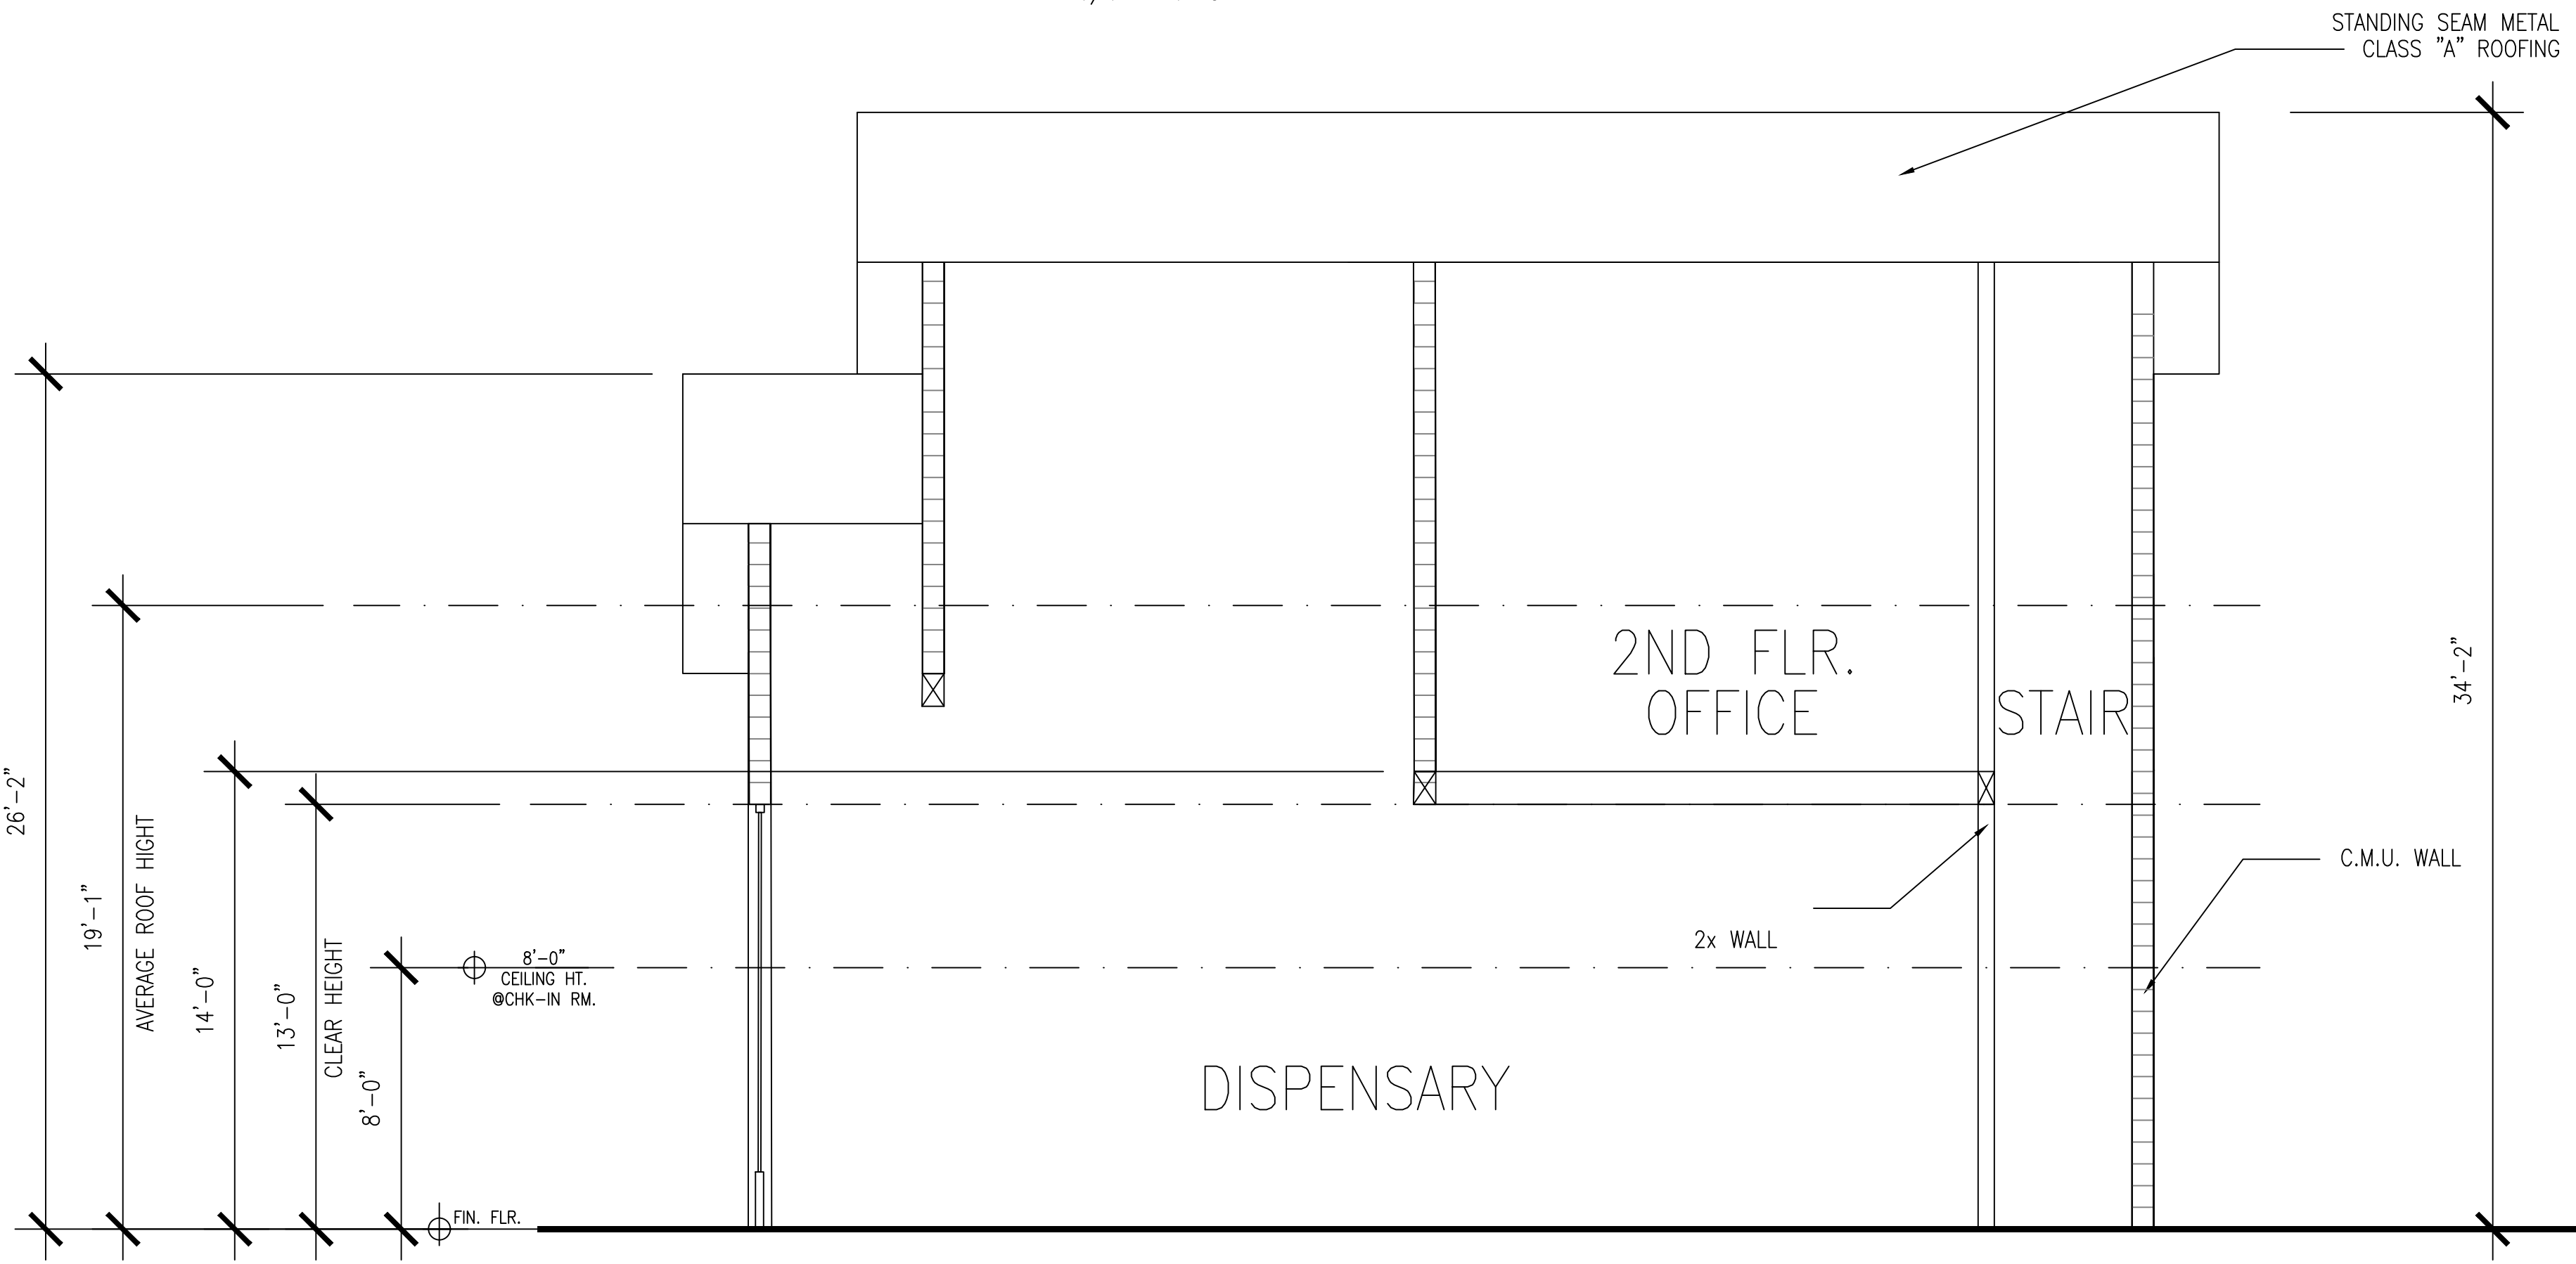 STANDING SEAM METAL
CLASS "A" ROOFING
26'-2"
19'-1"
AVERAGE ROOF HIGHT
14'-0"
13'-0"
CLEAR HEIGHT
8'-0"
8'-0"
CEILING HT.
@CHK-IN RM.
FIN. FLR.
2ND FLR.
OFFICE
STAIR
34'-2"
C.M.U. WALL
2x WALL
DISPENSARY